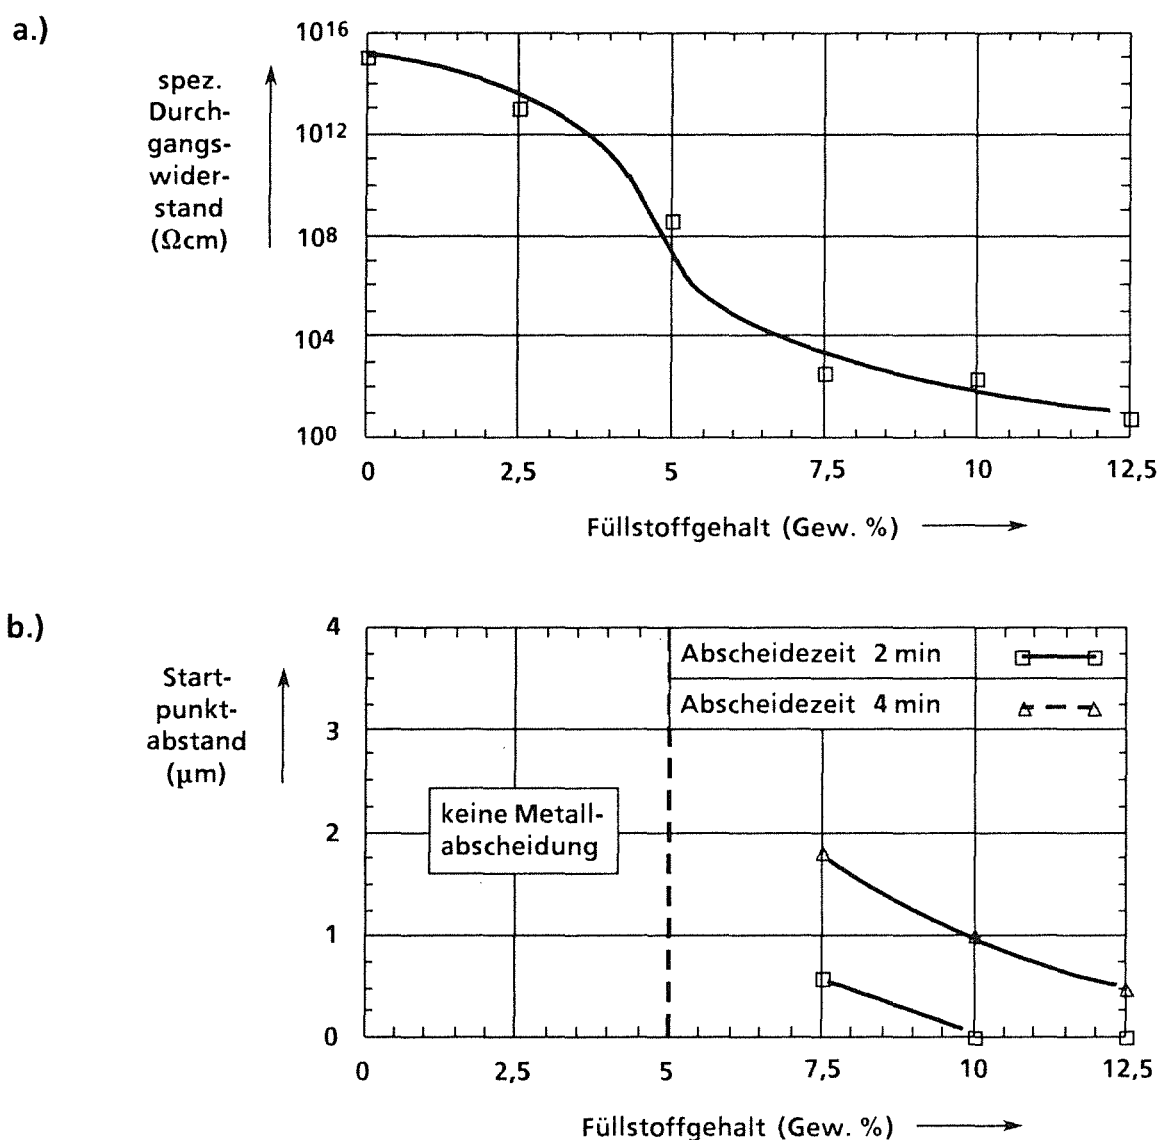 a.)
spez.
Durch-
gangs-
wider-
stand
(Ωcm)
10¹⁶
10¹²
10⁸
10⁴
10⁰
0 2,5 5 7,5 10 12,5
Füllstoffgehalt (Gew. %)
b.)
Start-
punkt-
abstand
(µm)
4
3
2
1
0
Abscheidezeit 2 min
Abscheidezeit 4 min
keine Metall-
abscheidung
0 2,5 5 7,5 10 12,5
Füllstoffgehalt (Gew. %)